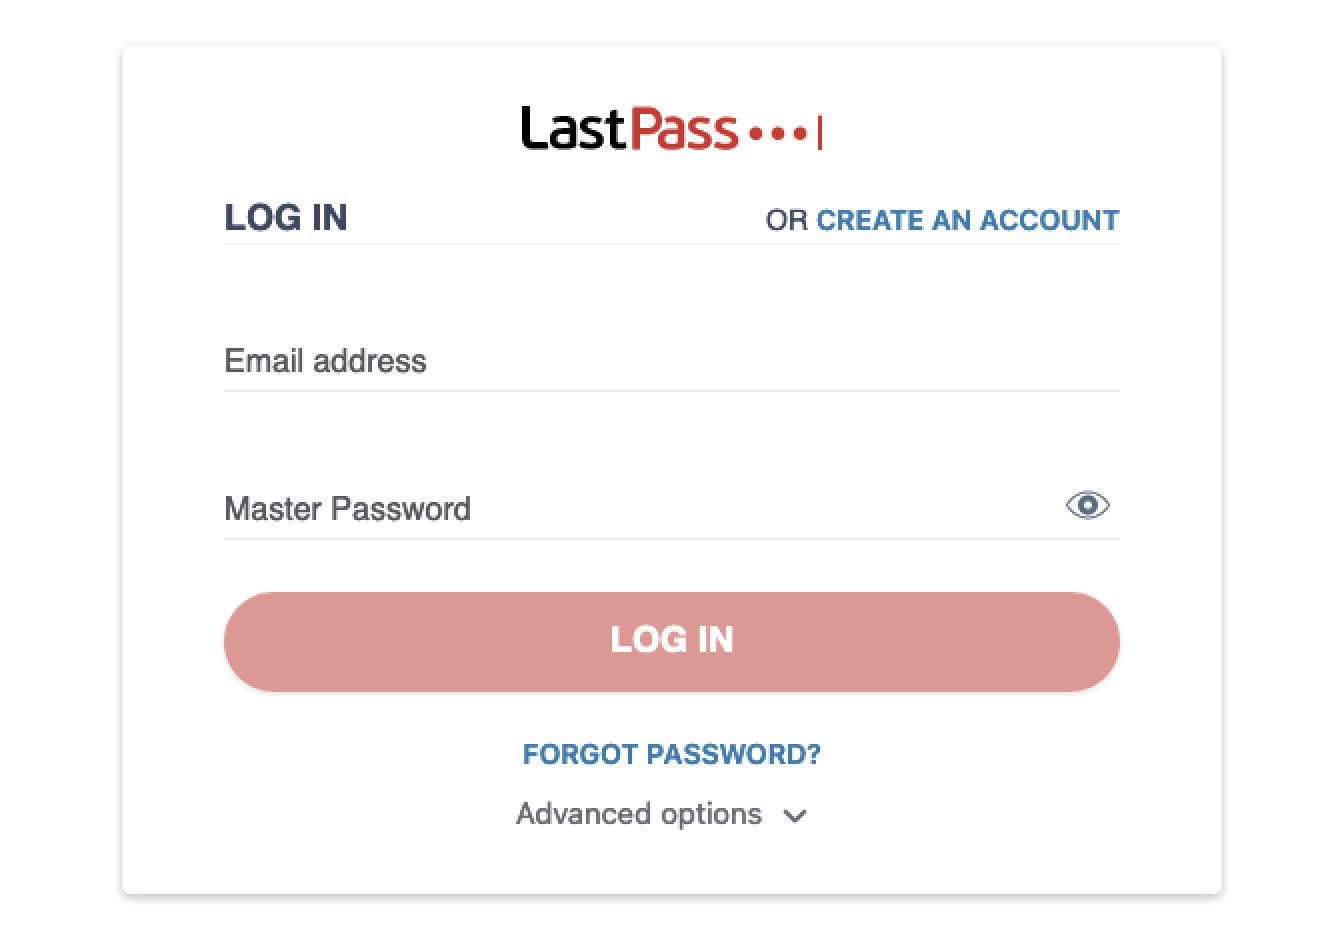 LastPass
LOG IN OR CREATE AN ACCOUNT
Email address
Master Password
LOG IN
FORGOT PASSWORD?
Advanced options